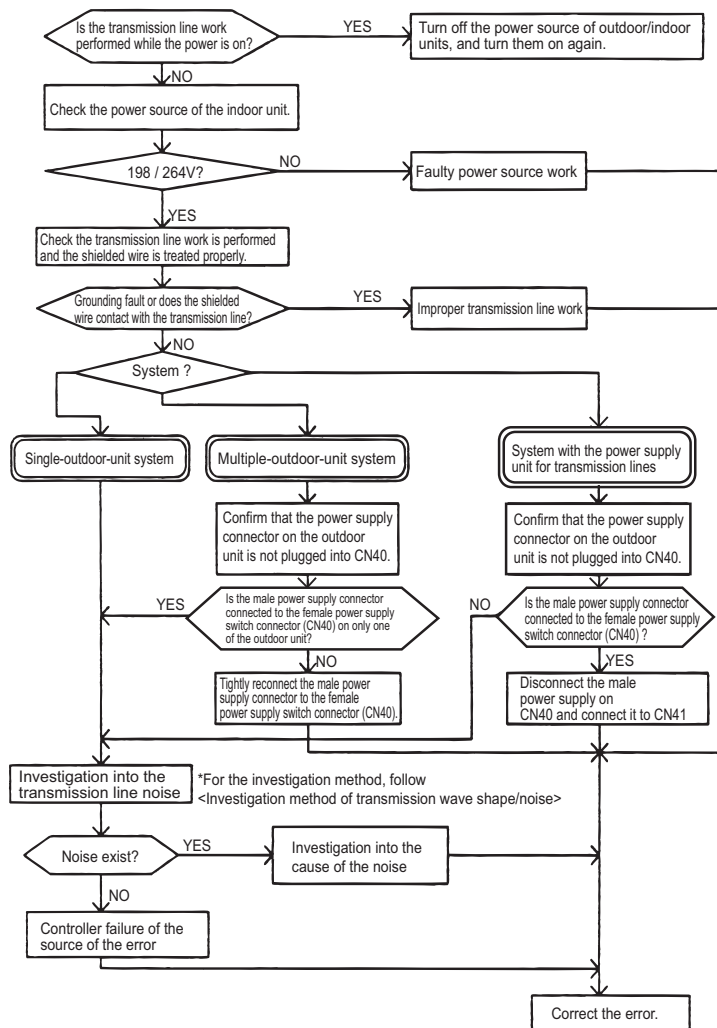 Is the transmission line work
performed while the power is on?
YES
Turn off the power source of outdoor/indoor
units, and turn them on again.
NO
Check the power source of the indoor unit.
198 / 264V?
NO
Faulty power source work
YES
Check the transmission line work is performed
and the shielded wire is treated properly.
Grounding fault or does the shielded
wire contact with the transmission line?
YES
Improper transmission line work
NO
System ?
Single-outdoor-unit system
Multiple-outdoor-unit system
System with the power supply
unit for transmission lines
Confirm that the power supply
connector on the outdoor
unit is not plugged into CN40.
Confirm that the power supply
connector on the outdoor
unit is not plugged into CN40.
YES
Is the male power supply connector
connected to the female power supply
switch connector (CN40) on only one
of the outdoor unit?
NO
Is the male power supply connector
connected to the female power supply
switch connector (CN40) ?
NO
YES
Tightly reconnect the male power
supply connector to the female
power supply switch connector (CN40).
Disconnect the male
power supply on
CN40 and connect it to CN41
Investigation into the
transmission line noise
*For the investigation method, follow
<Investigation method of transmission wave shape/noise>
Noise exist?
YES
Investigation into the
cause of the noise
NO
Controller failure of the
source of the error
Correct the error.